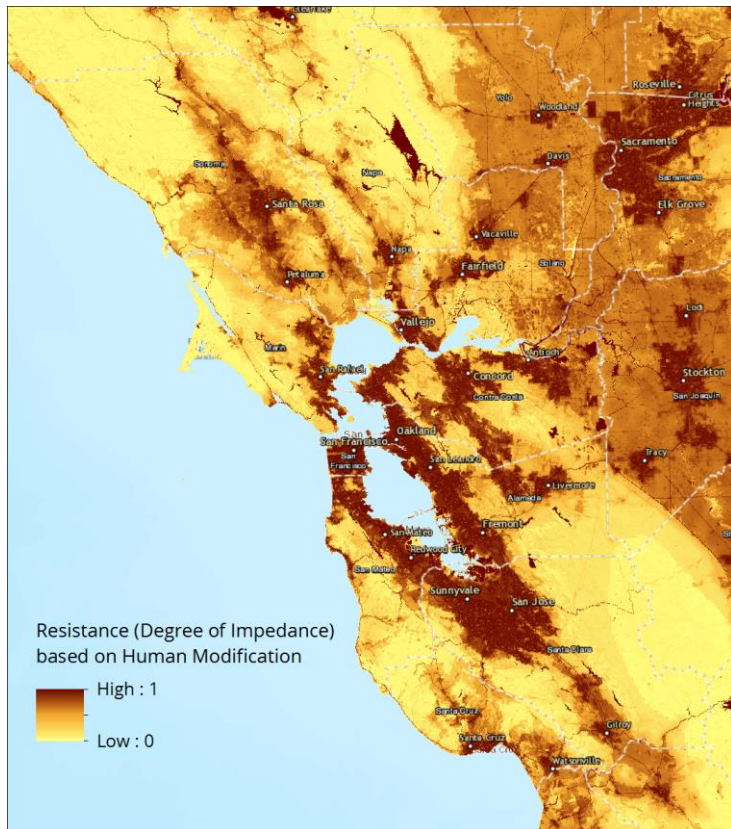 Clearlake
Roseville
Citrus
Heights
Yolo
Woodland
Sacramento
Davis
Sonoma
Napa
Sacramento
Santa Rosa
Elk Grove
Vacaville
Napa
Fairfield
Solano
Petaluma
Lodi
Vallejo
Marin
Antioch
San Rafael
Concord
Stockton
Contra Costa
San Joaquin
San
Oakland
San Francisco
San
Francisco
San Leandro
Tracy
Livermore
Alameda
San Mateo
Fremont
Redwood City
San Mateo
Sunnyvale
San Jose
Resistance (Degree of Impedance)
based on Human Modification
Santa Clara
High : 1
Low : 0
Santa Cruz
Gilroy
Santa Cruz
Watsonville